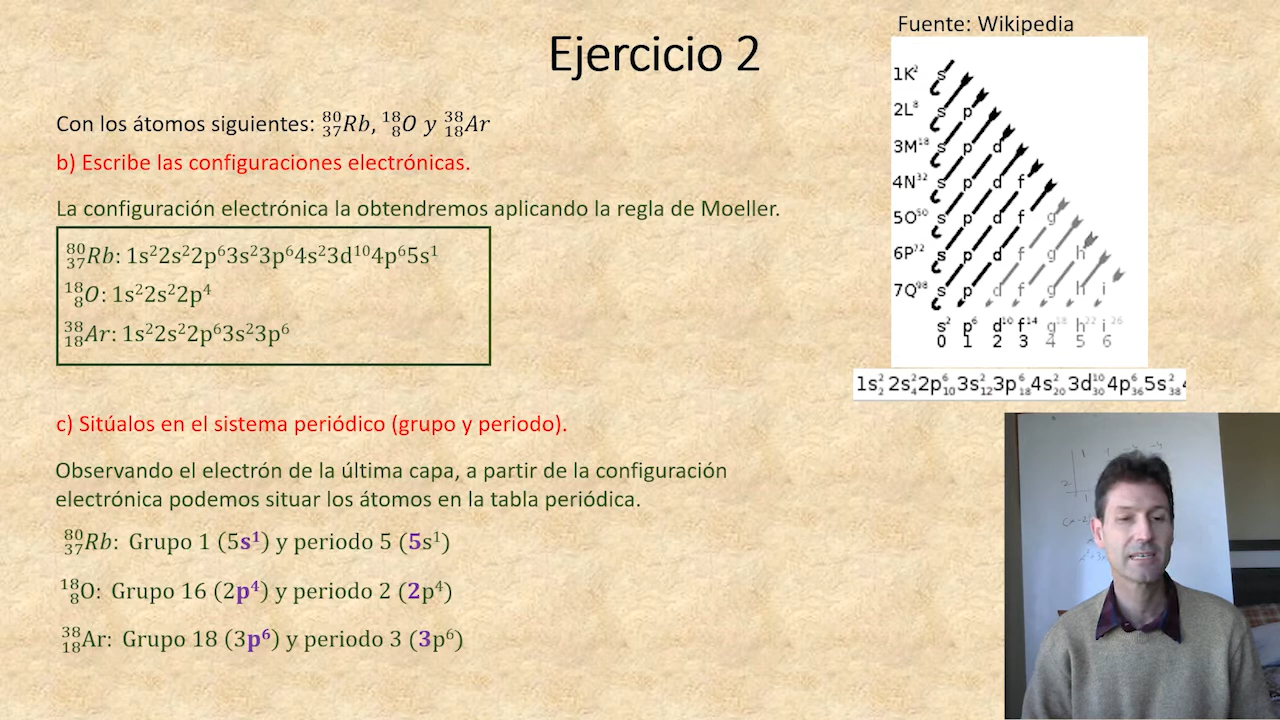 Fuente: Wikipedia
Ejercicio 2
Con los átomos siguientes: ⁸⁰₃₇Rb, ¹⁸₈O y ³⁸₁₈Ar
b) Escribe las configuraciones electrónicas.
La configuración electrónica la obtendremos aplicando la regla de Moeller.
⁸⁰₃₇Rb: 1s²2s²2p⁶3s²3p⁶4s²3d¹⁰4p⁶5s¹
¹⁸₈O: 1s²2s²2p⁴
³⁸₁₈Ar: 1s²2s²2p⁶3s²3p⁶
c) Sitúalos en el sistema periódico (grupo y periodo).
Observando el electrón de la última capa, a partir de la configuración
electrónica podemos situar los átomos en la tabla periódica.
⁸⁰₃₇Rb: Grupo 1 (5s¹) y periodo 5 (5s¹)
¹⁸₈O: Grupo 16 (2p⁴) y periodo 2 (2p⁴)
³⁸₁₈Ar: Grupo 18 (3p⁶) y periodo 3 (3p⁶)
1K² s
2L⁸ s p
3M¹⁸ s p d
4N³² s p d f
5O⁵⁰ s p d f g
6P⁷² s p d f g h
7Q⁹⁸ s p d f g h i
s² p⁶ d¹⁰ f¹⁴ g¹⁸ h²² i²⁶
0 1 2 3 4 5 6
1s²₂ 2s²₄ 2p⁶₁₀ 3s²₁₂ 3p⁶₁₈ 4s²₂₀ 3d¹⁰₃₀ 4p⁶₃₆ 5s²₃₈